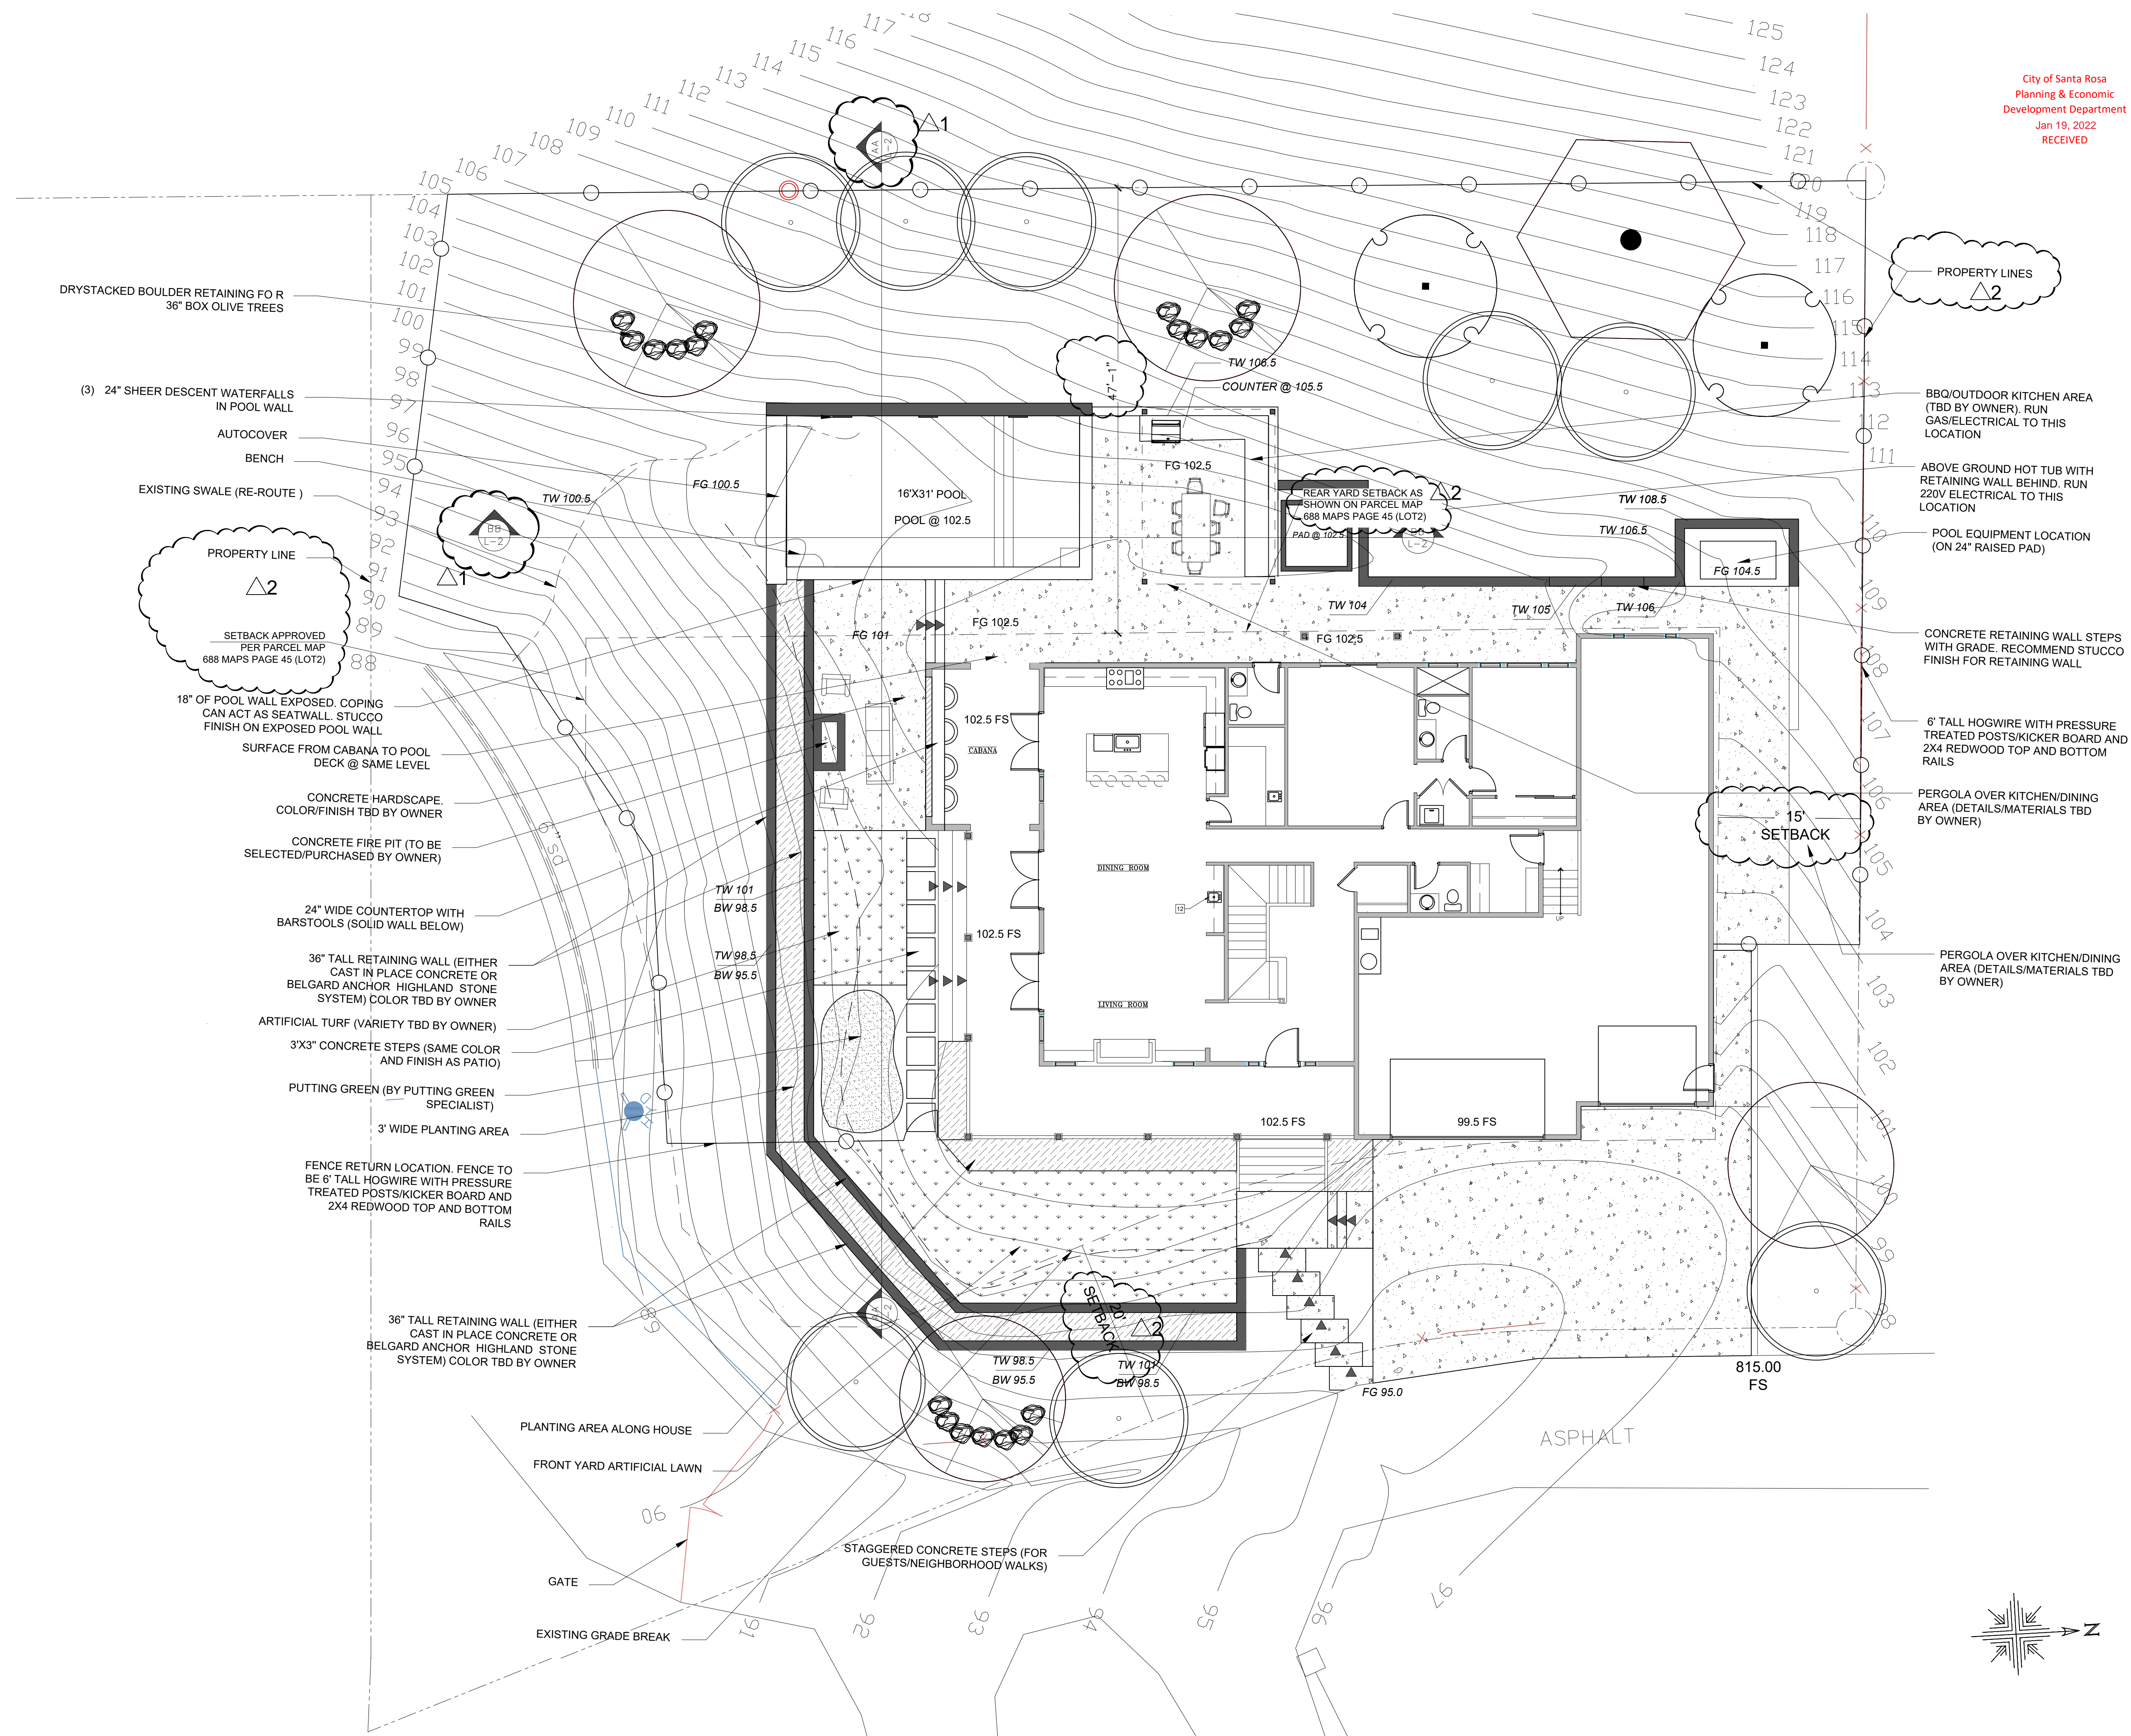 City of Santa Rosa
Planning & Economic
Development Department
Jan 19, 2022
RECEIVED
125
124
123
122
121
120
119
118
117
116
115
114
113
112
111
110
109
108
107
106
105
104
103
102
101
100
99
98
117
116
115
114
113
112
111
110
109
108
107
106
105
104
103
102
101
100
99
98
97
96
95
94
93
92
91
90
89
88
△1
AA
L-2
DRYSTACKED BOULDER RETAINING FO R
36" BOX OLIVE TREES
(3) 24" SHEER DESCENT WATERFALLS
IN POOL WALL
AUTOCOVER
BENCH
EXISTING SWALE (RE-ROUTE )
BB
L-2
△1
PROPERTY LINE
△2
SETBACK APPROVED
PER PARCEL MAP
688 MAPS PAGE 45 (LOT2)
18" OF POOL WALL EXPOSED. COPING
CAN ACT AS SEATWALL. STUCCO
FINISH ON EXPOSED POOL WALL
SURFACE FROM CABANA TO POOL
DECK @ SAME LEVEL
CONCRETE HARDSCAPE.
COLOR/FINISH TBD BY OWNER
CONCRETE FIRE PIT (TO BE
SELECTED/PURCHASED BY OWNER)
24" WIDE COUNTERTOP WITH
BARSTOOLS (SOLID WALL BELOW)
36" TALL RETAINING WALL (EITHER
CAST IN PLACE CONCRETE OR
BELGARD ANCHOR HIGHLAND STONE
SYSTEM) COLOR TBD BY OWNER
ARTIFICIAL TURF (VARIETY TBD BY OWNER)
3'X3" CONCRETE STEPS (SAME COLOR
AND FINISH AS PATIO)
PUTTING GREEN (BY PUTTING GREEN
SPECIALIST)
3' WIDE PLANTING AREA
FENCE RETURN LOCATION. FENCE TO
BE 6' TALL HOGWIRE WITH PRESSURE
TREATED POSTS/KICKER BOARD AND
2X4 REDWOOD TOP AND BOTTOM
RAILS
36" TALL RETAINING WALL (EITHER
CAST IN PLACE CONCRETE OR
BELGARD ANCHOR HIGHLAND STONE
SYSTEM) COLOR TBD BY OWNER
PLANTING AREA ALONG HOUSE
FRONT YARD ARTIFICIAL LAWN
GATE
EXISTING GRADE BREAK
STAGGERED CONCRETE STEPS (FOR
GUESTS/NEIGHBORHOOD WALKS)
TW 100.5
FG 100.5
16'X31' POOL
POOL @ 102.5
47'-1"
TW 106.5
COUNTER @ 105.5
FG 102.5
REAR YARD SETBACK AS
SHOWN ON PARCEL MAP
688 MAPS PAGE 45 (LOT2)
△2
PAD @ 102.5
L-2
TW 108.5
TW 106.5
FG 104.5
TW 104
TW 105
TW 106
FG 101
FG 102.5
FG 102.5
102.5 FS
CABANA
DINING ROOM
12
UP
102.5 FS
LIVING ROOM
TW 101
BW 98.5
TW 98.5
BW 95.5
102.5 FS
99.5 FS
20'
SETBACK
△2
TW 98.5
BW 95.5
TW 101
BW 98.5
FG 95.0
815.00
FS
ASPHALT
PROPERTY LINES
△2
BBQ/OUTDOOR KITCHEN AREA
(TBD BY OWNER). RUN
GAS/ELECTRICAL TO THIS
LOCATION
ABOVE GROUND HOT TUB WITH
RETAINING WALL BEHIND. RUN
220V ELECTRICAL TO THIS
LOCATION
POOL EQUIPMENT LOCATION
(ON 24" RAISED PAD)
CONCRETE RETAINING WALL STEPS
WITH GRADE. RECOMMEND STUCCO
FINISH FOR RETAINING WALL
6' TALL HOGWIRE WITH PRESSURE
TREATED POSTS/KICKER BOARD AND
2X4 REDWOOD TOP AND BOTTOM
RAILS
PERGOLA OVER KITCHEN/DINING
AREA (DETAILS/MATERIALS TBD
BY OWNER)
15'
SETBACK
PERGOLA OVER KITCHEN/DINING
AREA (DETAILS/MATERIALS TBD
BY OWNER)
89
90
91
92
93
94
95
96
97
N